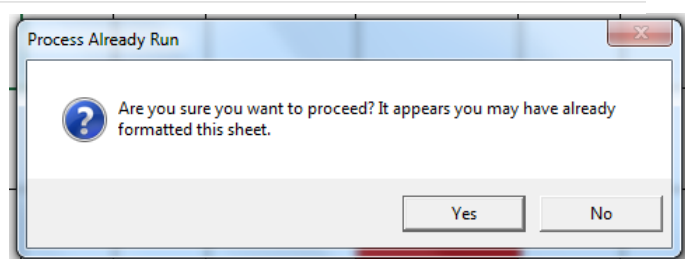 Process Already Run
Are you sure you want to proceed? It appears you may have already
formatted this sheet.
Yes
No